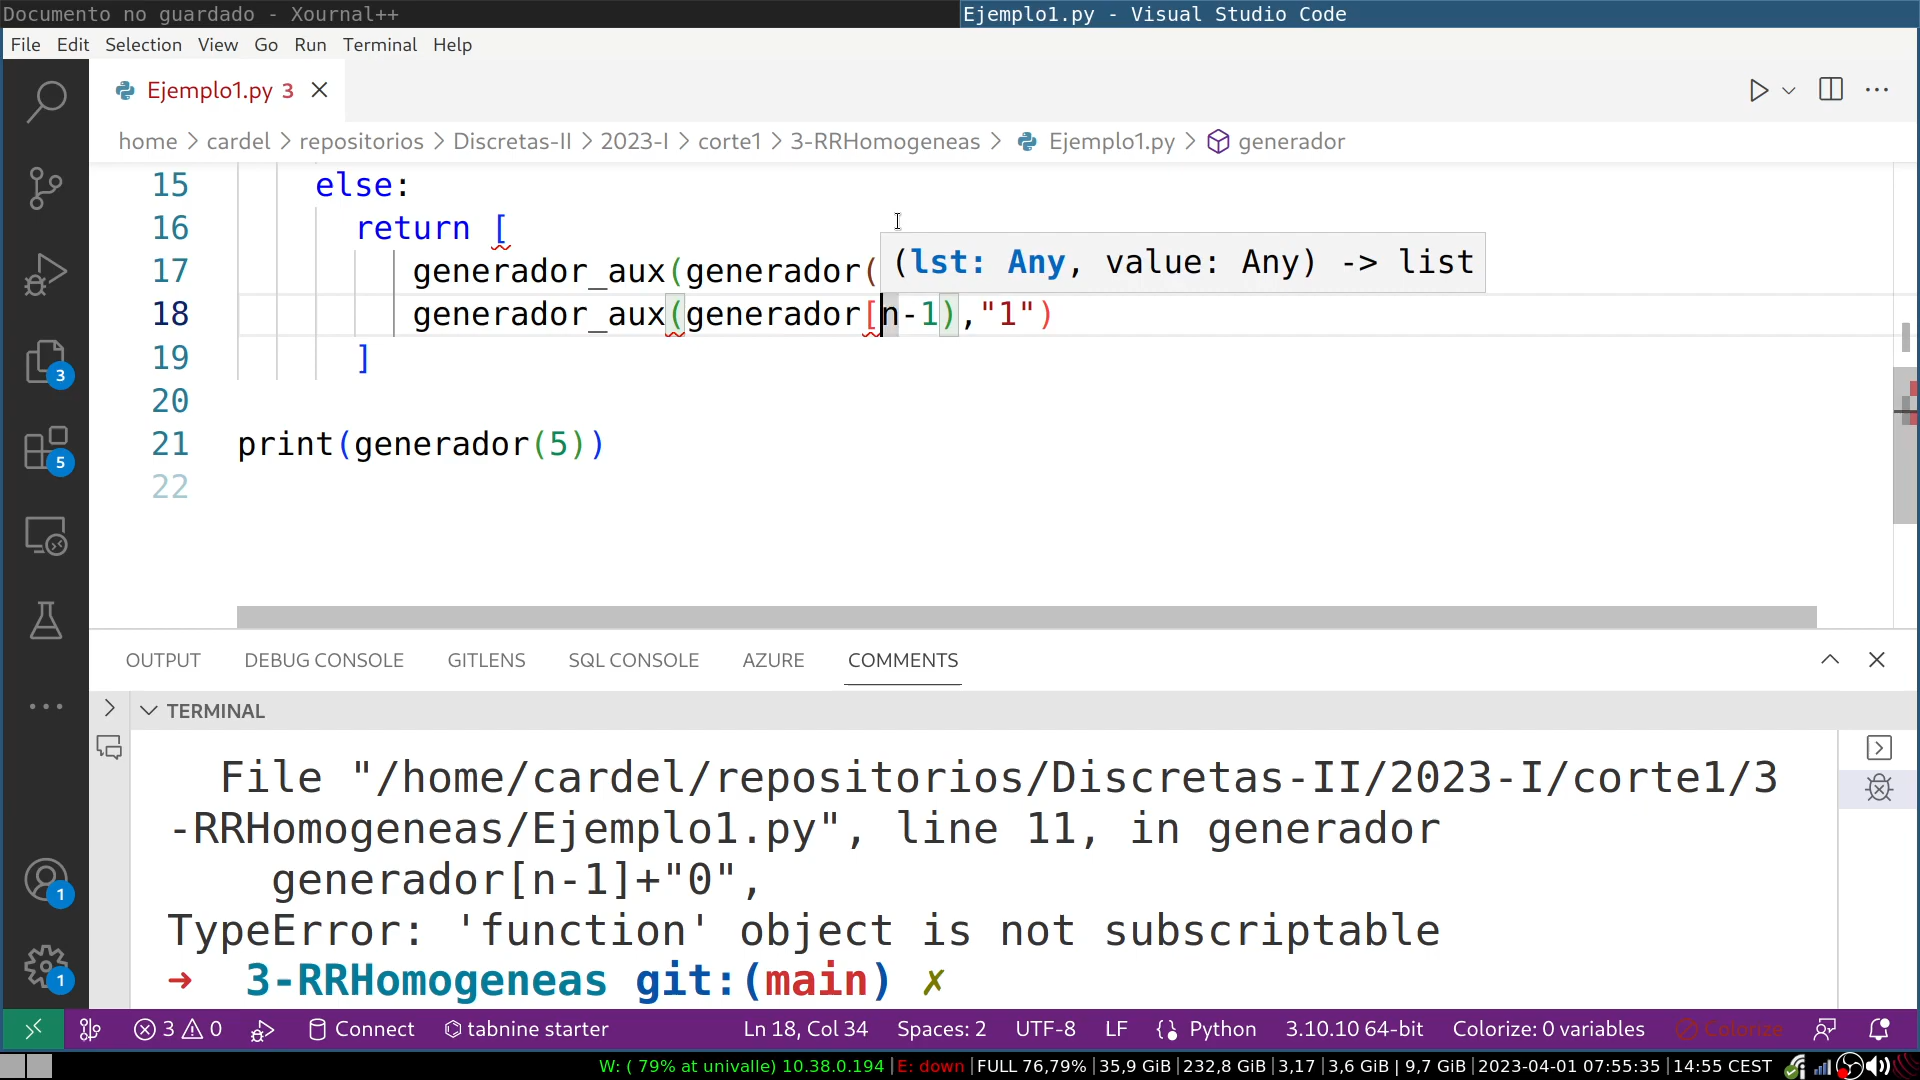 Documento no guardado - Xournal++
Ejemplo1.py - Visual Studio Code
File Edit Selection View Go Run Terminal Help
Ejemplo1.py 3
home > cardel > repositorios > Discretas-II > 2023-I > corte1 > 3-RRHomogeneas > Ejemplo1.py > generador
15 else:
16 return [
17 generador_aux(generador(
(lst: Any, value: Any) -> list
18 generador_aux(generador[n-1),"1")
19 ]
20
21 print(generador(5))
22
3
5
1
1
OUTPUT DEBUG CONSOLE GITLENS SQL CONSOLE AZURE COMMENTS
TERMINAL
File "/home/cardel/repositorios/Discretas-II/2023-I/corte1/3
-RRHomogeneas/Ejemplo1.py", line 11, in generador
generador[n-1]+"0",
TypeError: 'function' object is not subscriptable
➜ 3-RRHomogeneas git:(main) ✗
3 0 Connect tabnine starter Ln 18, Col 34 Spaces: 2 UTF-8 LF Python 3.10.10 64-bit Colorize: 0 variables Colorize
W: ( 79% at univalle) 10.38.0.194 | E: down | FULL 76,79% | 35,9 GiB | 232,8 GiB | 3,17 | 3,6 GiB | 9,7 GiB | 2023-04-01 07:55:35 | 14:55 CEST